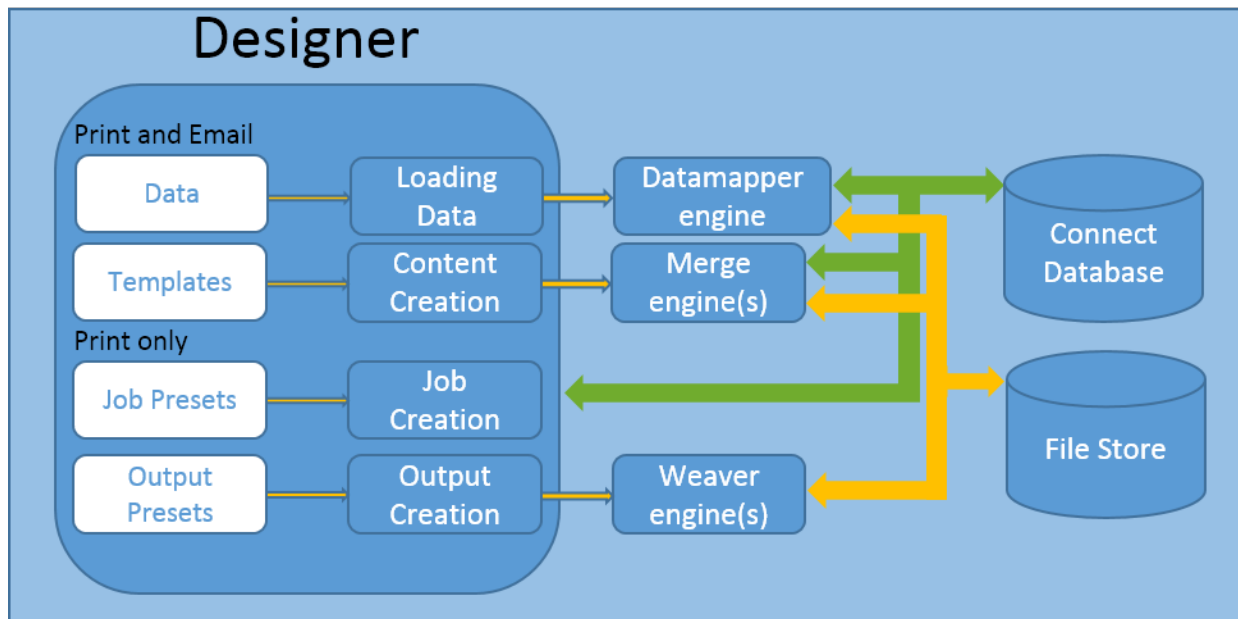 Designer
Print and Email
Data
Loading
Data
Datamapper
engine
Connect
Database
Templates
Content
Creation
Merge
engine(s)
Print only
Job Presets
Job
Creation
File Store
Output
Presets
Output
Creation
Weaver
engine(s)